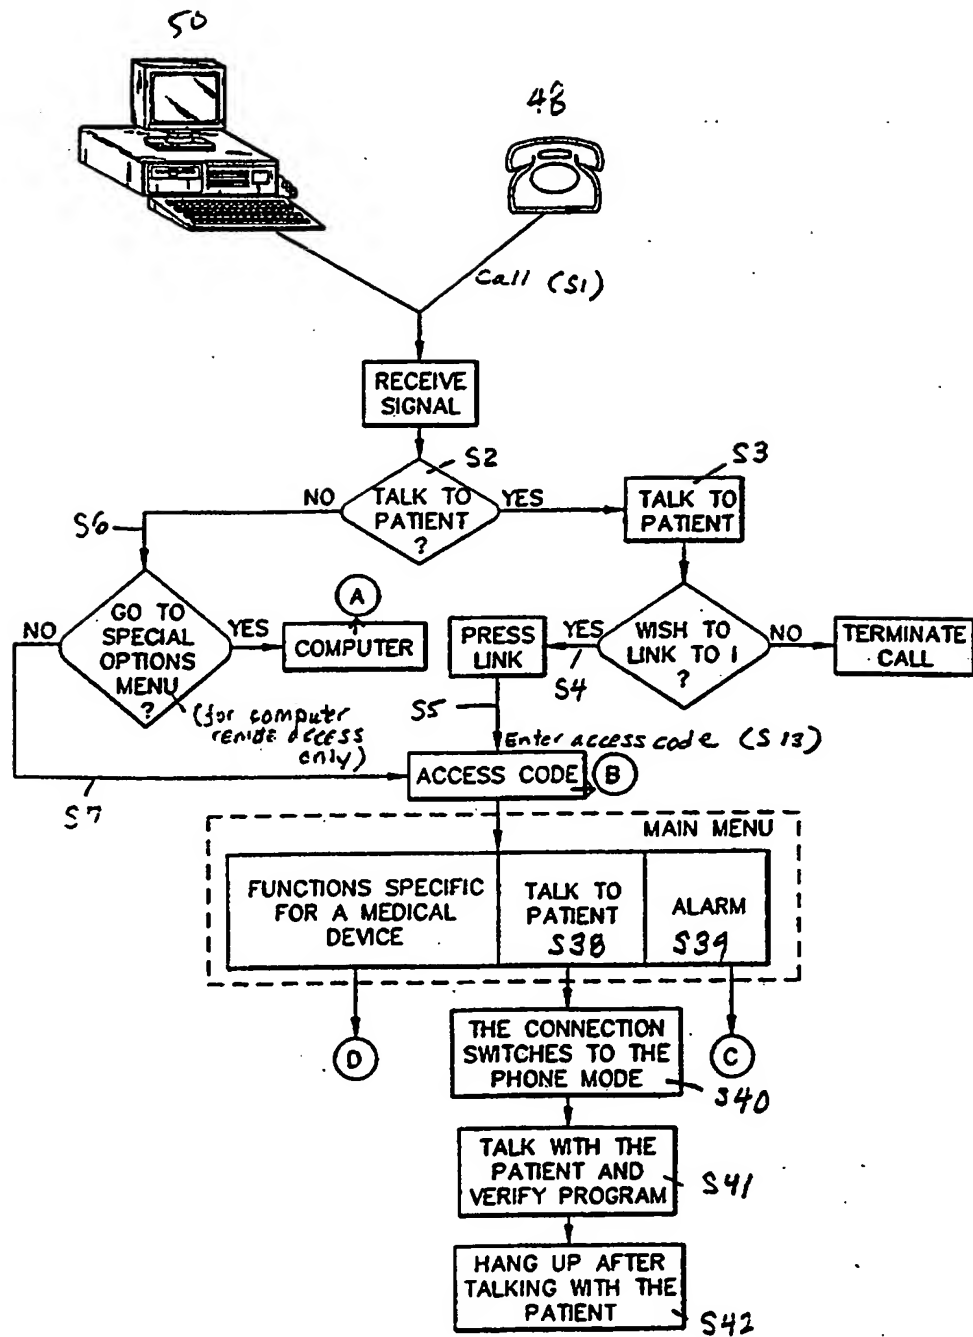 50
48
Call (S1)
RECEIVE
SIGNAL
S2
S3
NO
TALK TO
PATIENT
?
YES
TALK TO
PATIENT
S6
A
NO
GO TO
SPECIAL
OPTIONS
MENU
?
YES
COMPUTER
PRESS
LINK
YES
S4
WISH TO
LINK TO 1
?
NO
TERMINATE
CALL
(for computer
remote access
only)
S5
Enter access code (S13)
S7
ACCESS CODE
B
MAIN MENU
FUNCTIONS SPECIFIC
FOR A MEDICAL
DEVICE
TALK TO
PATIENT
S38
ALARM
S39
D
THE CONNECTION
SWITCHES TO THE
PHONE MODE
S40
C
TALK WITH THE
PATIENT AND
VERIFY PROGRAM
S41
HANG UP AFTER
TALKING WITH THE
PATIENT
S42